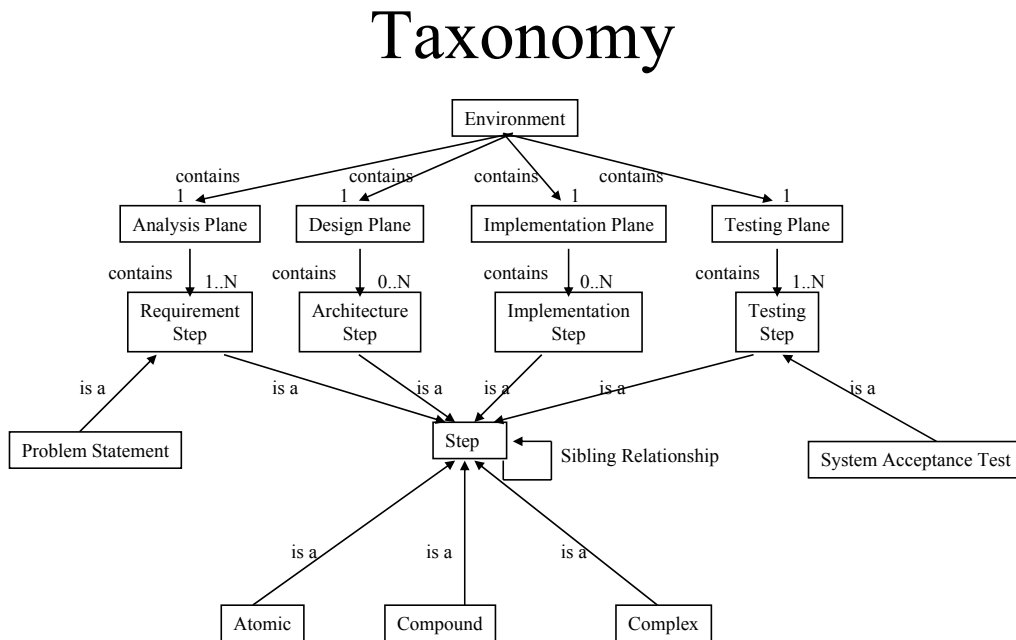 Taxonomy
Environment
contains
contains
contains
contains
1
1
1
1
Analysis Plane
Design Plane
Implementation Plane
Testing Plane
contains
contains
contains
contains
1..N
0..N
0..N
1..N
Requirement
Step
Architecture
Step
Implementation
Step
Testing
Step
is a
is a
is a
is a
is a
is a
Problem Statement
Step
Sibling Relationship
System Acceptance Test
is a
is a
is a
Atomic
Compound
Complex